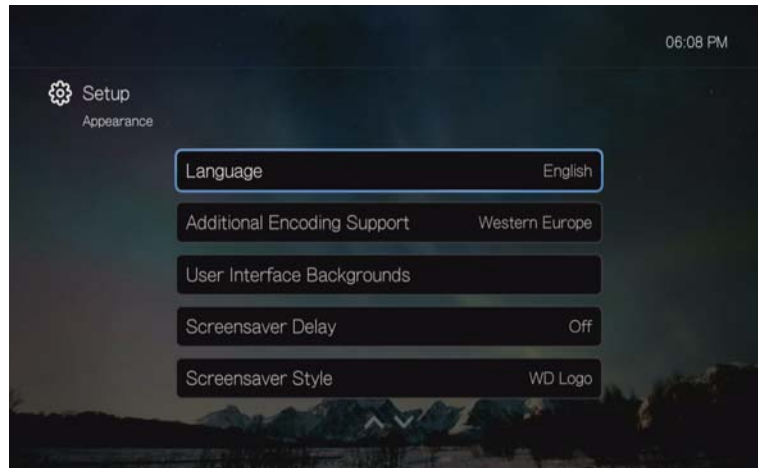 06:08 PM
Setup
Appearance
Language English
Additional Encoding Support Western Europe
User Interface Backgrounds
Screensaver Delay Off
Screensaver Style WD Logo